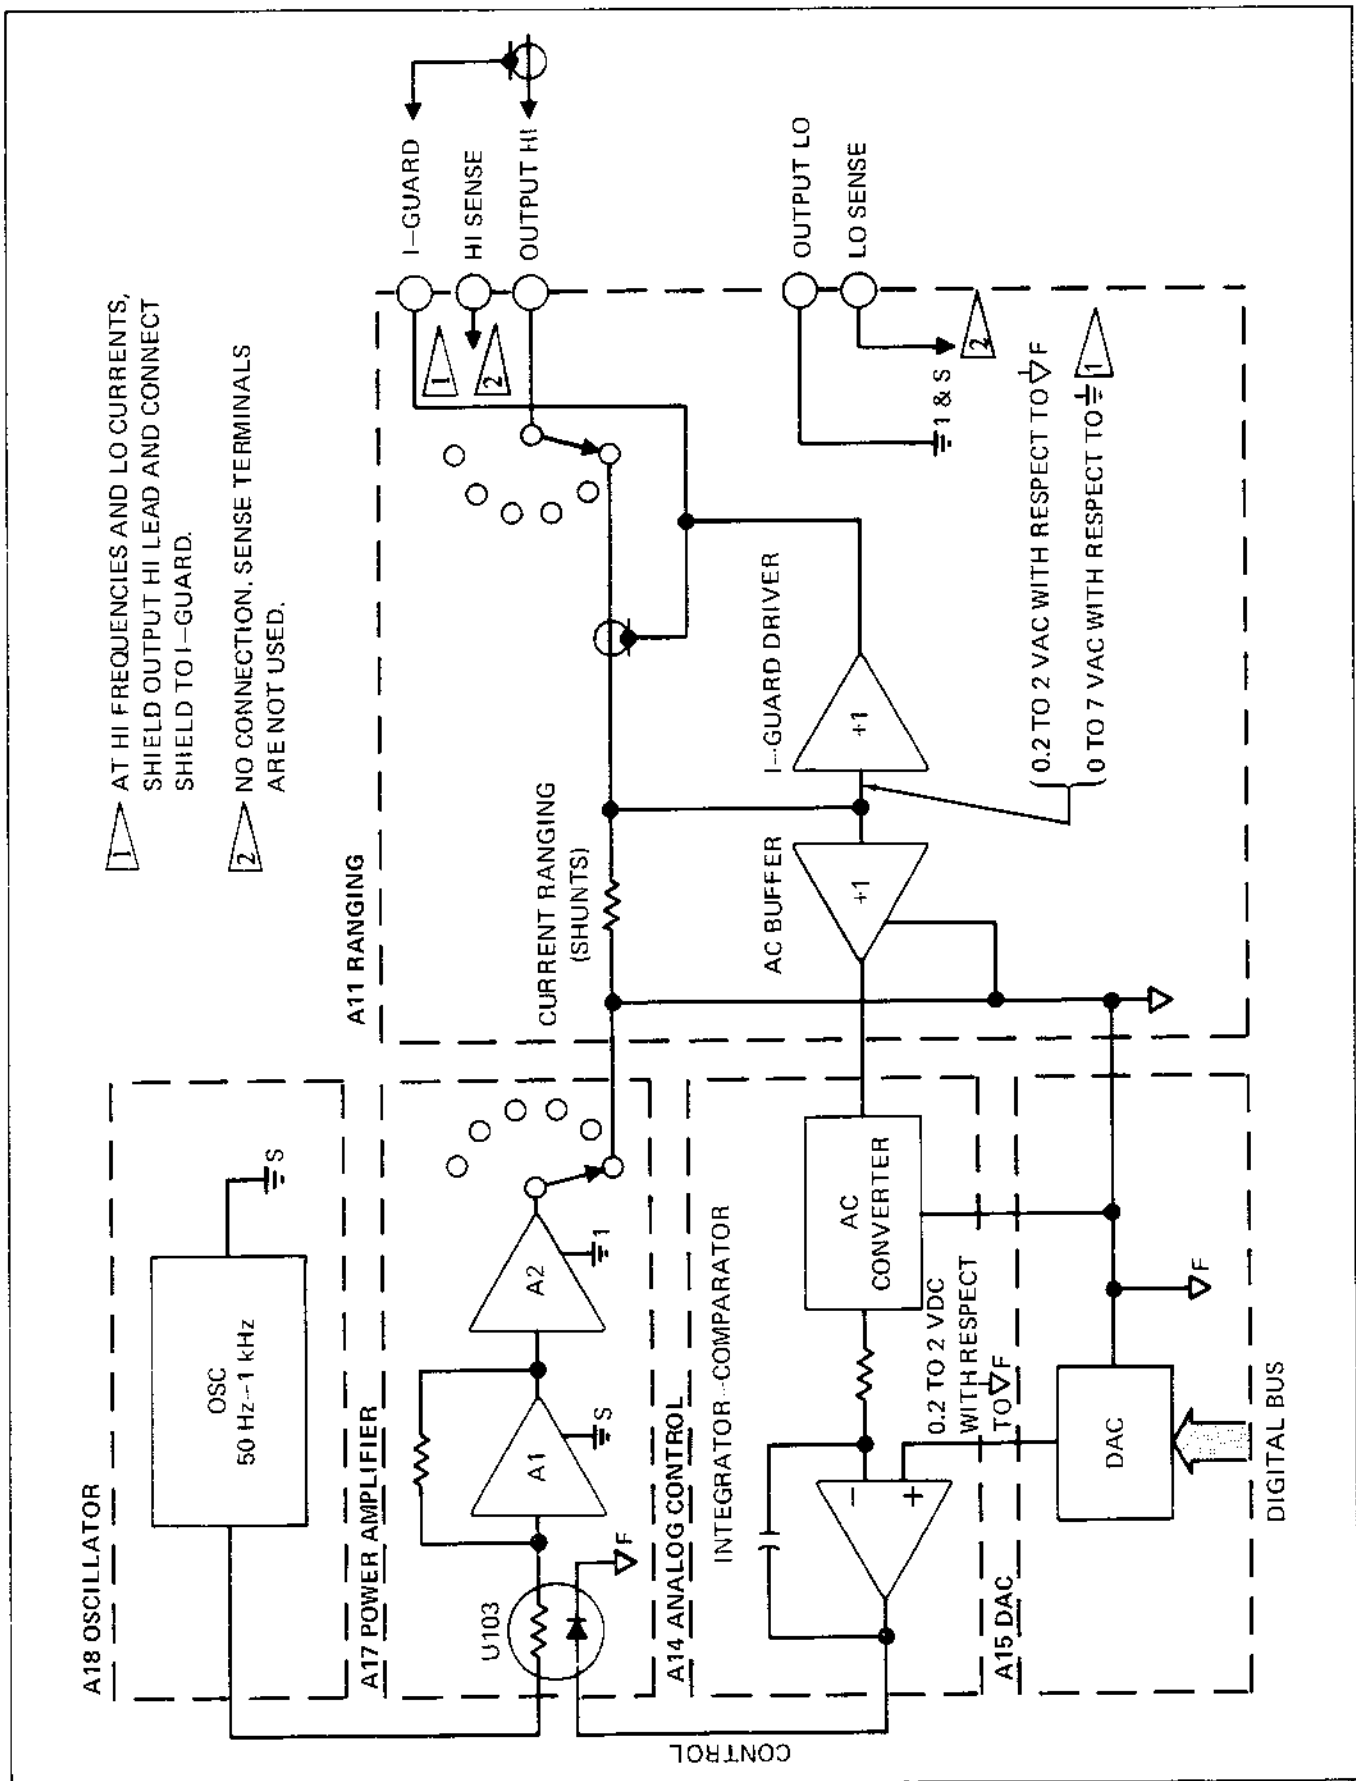 1 AT HI FREQUENCIES AND LO CURRENTS,
SHIELD OUTPUT HI LEAD AND CONNECT
SHIELD TO I-GUARD.
2 NO CONNECTION. SENSE TERMINALS
ARE NOT USED.
A18 OSCILLATOR
OSC
50 Hz-1 kHz
S
A17 POWER AMPLIFIER
U103
A1
S
A2
1
F
A11 RANGING
CURRENT RANGING
(SHUNTS)
I-GUARD
HI SENSE
OUTPUT HI
1
2
A14 ANALOG CONTROL
INTEGRATOR-COMPARATOR
-
+
AC
CONVERTER
0.2 TO 2 VDC
WITH RESPECT
TO F
AC BUFFER
+1
I-GUARD DRIVER
+1
OUTPUT LO
LO SENSE
1 & S
2
0.2 TO 2 VAC WITH RESPECT TO F
0 TO 7 VAC WITH RESPECT TO 1
CONTROL
A15 DAC
DAC
F
DIGITAL BUS